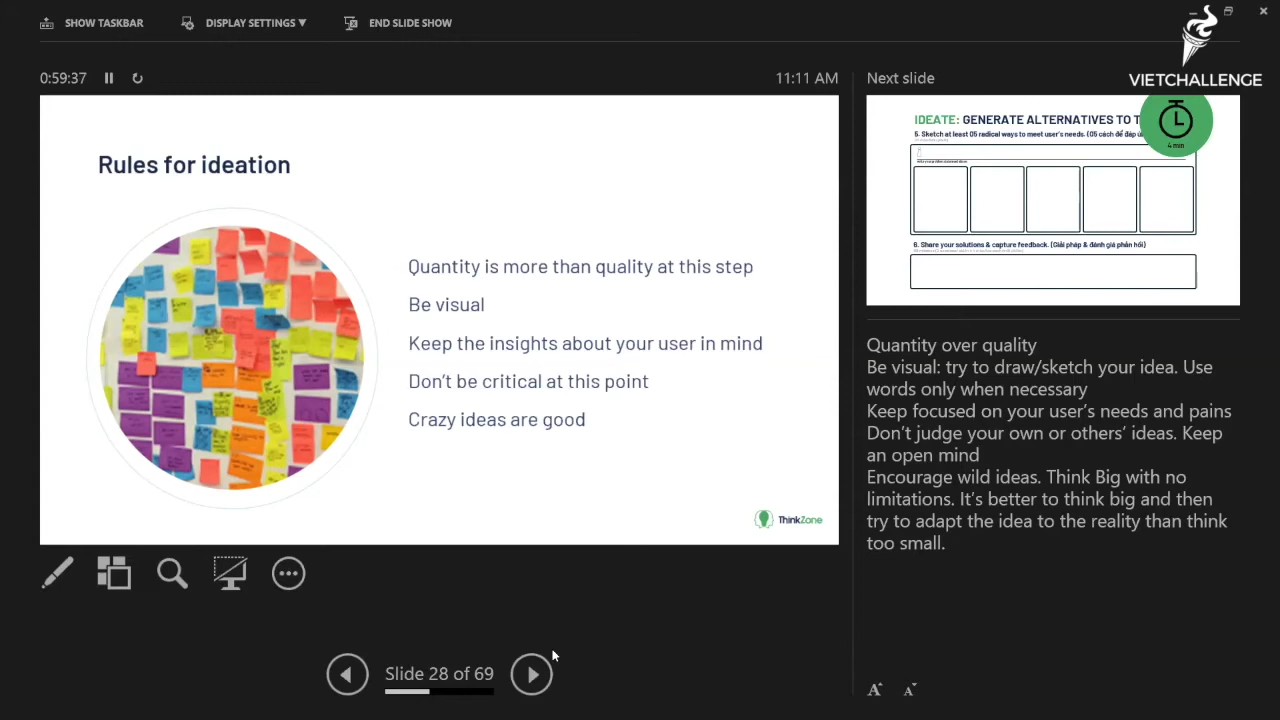 SHOW TASKBAR
DISPLAY SETTINGS ▼
END SLIDE SHOW
VIETCHALLENGE
0:59:37
11:11 AM
Next slide
Rules for ideation
Quantity is more than quality at this step
Be visual
Keep the insights about your user in mind
Don't be critical at this point
Crazy ideas are good
ThinkZone
IDEATE: GENERATE ALTERNATIVES TO T
4 min
5. Sketch at least 05 radical ways to meet user's needs. (05 cách để đáp
6. Share your solutions & capture feedback. (Giải pháp & đánh giá phản hồi)
Quantity over quality
Be visual: try to draw/sketch your idea. Use
words only when necessary
Keep focused on your user's needs and pains
Don't judge your own or others' ideas. Keep
an open mind
Encourage wild ideas. Think Big with no
limitations. It's better to think big and then
try to adapt the idea to the reality than think
too small.
Slide 28 of 69
A A